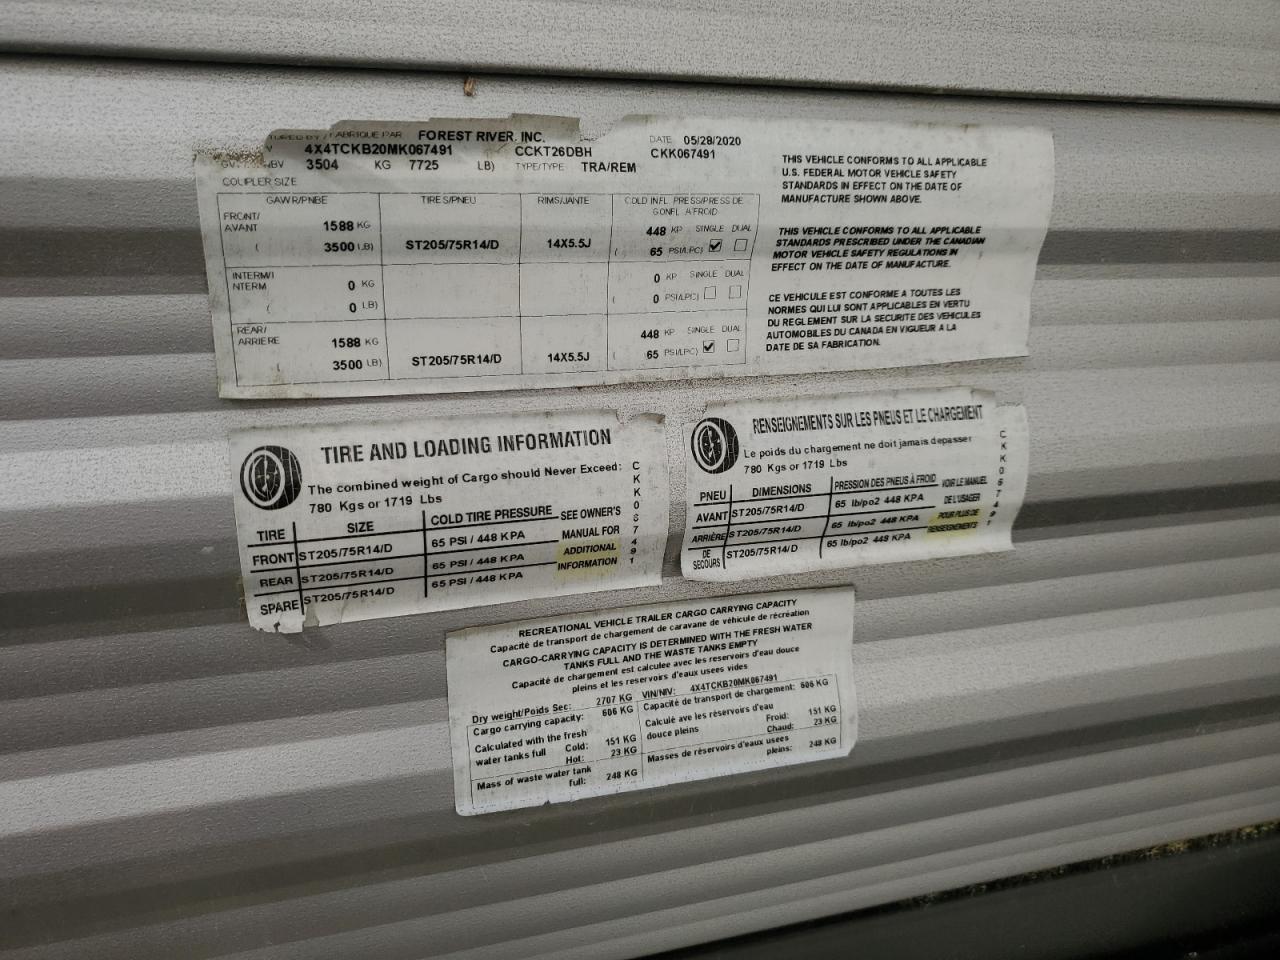 FABRIQUE PAR FOREST RIVER, INC. DATE 05/28/2020
4X4TCKB20MK067491 CCKT26DBH CKK067491
3504 KG 7725 LB) TYPE/TYPE TRA/REM
COUPLER SIZE
GAWR/PNBE TIRES/PNEU RIMS/JANTE COLD INFL. PRESS/PRESS DE
GONFL. A FROID
FRONT/
AVANT 1588 KG 448 KP SINGLE DUAL
( 3500 LB) ST205/75R14/D 14X5.5J ( 65 PSI/LPC)
INTERM/
INTERM 0 KG 0 KP SINGLE DUAL
( 0 LB) ( 0 PSI/LPC)
REAR/
ARRIERE 1588 KG 448 KP SINGLE DUAL
( 3500 LB) ST205/75R14/D 14X5.5J ( 65 PSI/LPC)
THIS VEHICLE CONFORMS TO ALL APPLICABLE
U.S. FEDERAL MOTOR VEHICLE SAFETY
STANDARDS IN EFFECT ON THE DATE OF
MANUFACTURE SHOWN ABOVE.
THIS VEHICLE CONFORMS TO ALL APPLICABLE
STANDARDS PRESCRIBED UNDER THE CANADIAN
MOTOR VEHICLE SAFETY REGULATIONS IN
EFFECT ON THE DATE OF MANUFACTURE.
CE VEHICULE EST CONFORME A TOUTES LES
NORMES QUI LUI SONT APPLICABLES EN VERTU
DU REGLEMENT SUR LA SECURITE DES VEHICULES
AUTOMOBILES DU CANADA EN VIGUEUR A LA
DATE DE SA FABRICATION.
TIRE AND LOADING INFORMATION
The combined weight of Cargo should Never Exceed:
780 Kgs or 1719 Lbs
TIRE SIZE COLD TIRE PRESSURE SEE OWNER'S
FRONT ST205/75R14/D 65 PSI / 448 KPA MANUAL FOR
REAR ST205/75R14/D 65 PSI / 448 KPA ADDITIONAL
SPARE ST205/75R14/D 65 PSI / 448 KPA INFORMATION
CKK067491
RENSEIGNEMENTS SUR LES PNEUS ET LE CHARGEMENT
Le poids du chargement ne doit jamais depasser
780 Kgs or 1719 Lbs
PNEU DIMENSIONS PRESSION DES PNEUS À FROID VOIR LE MANUEL
AVANT ST205/75R14/D 65 lb/po2 448 KPA DE L'USAGER
ARRIÈRE ST205/75R14/D 65 lb/po2 448 KPA POUR PLUS DE
DE
SECOURS ST205/75R14/D 65 lb/po2 448 KPA RENSEIGNEMENTS
CKK067491
RECREATIONAL VEHICLE TRAILER CARGO CARRYING CAPACITY
Capacité de transport de chargement de caravane de véhicule de récréation
CARGO-CARRYING CAPACITY IS DETERMINED WITH THE FRESH WATER
TANKS FULL AND THE WASTE TANKS EMPTY
Capacité de chargement est calculee avec les reservoirs d'eau douce
pleins et les reservoirs d'eaux usees vides
Dry weight/Poids Sec: 2707 KG VIN/NIV: 4X4TCKB20MK067491
Cargo carrying capacity: 606 KG Capacité de transport de chargement: 606 KG
Calculated with the fresh
water tanks full Cold: 151 KG
Hot: 23 KG
Calculé ave les réservoirs d'eau
douce pleins Froid: 151 KG
Chaud: 23 KG
Mass of waste water tank
full: 248 KG
Masses de réservoirs d'eaux usees
pleins: 248 KG